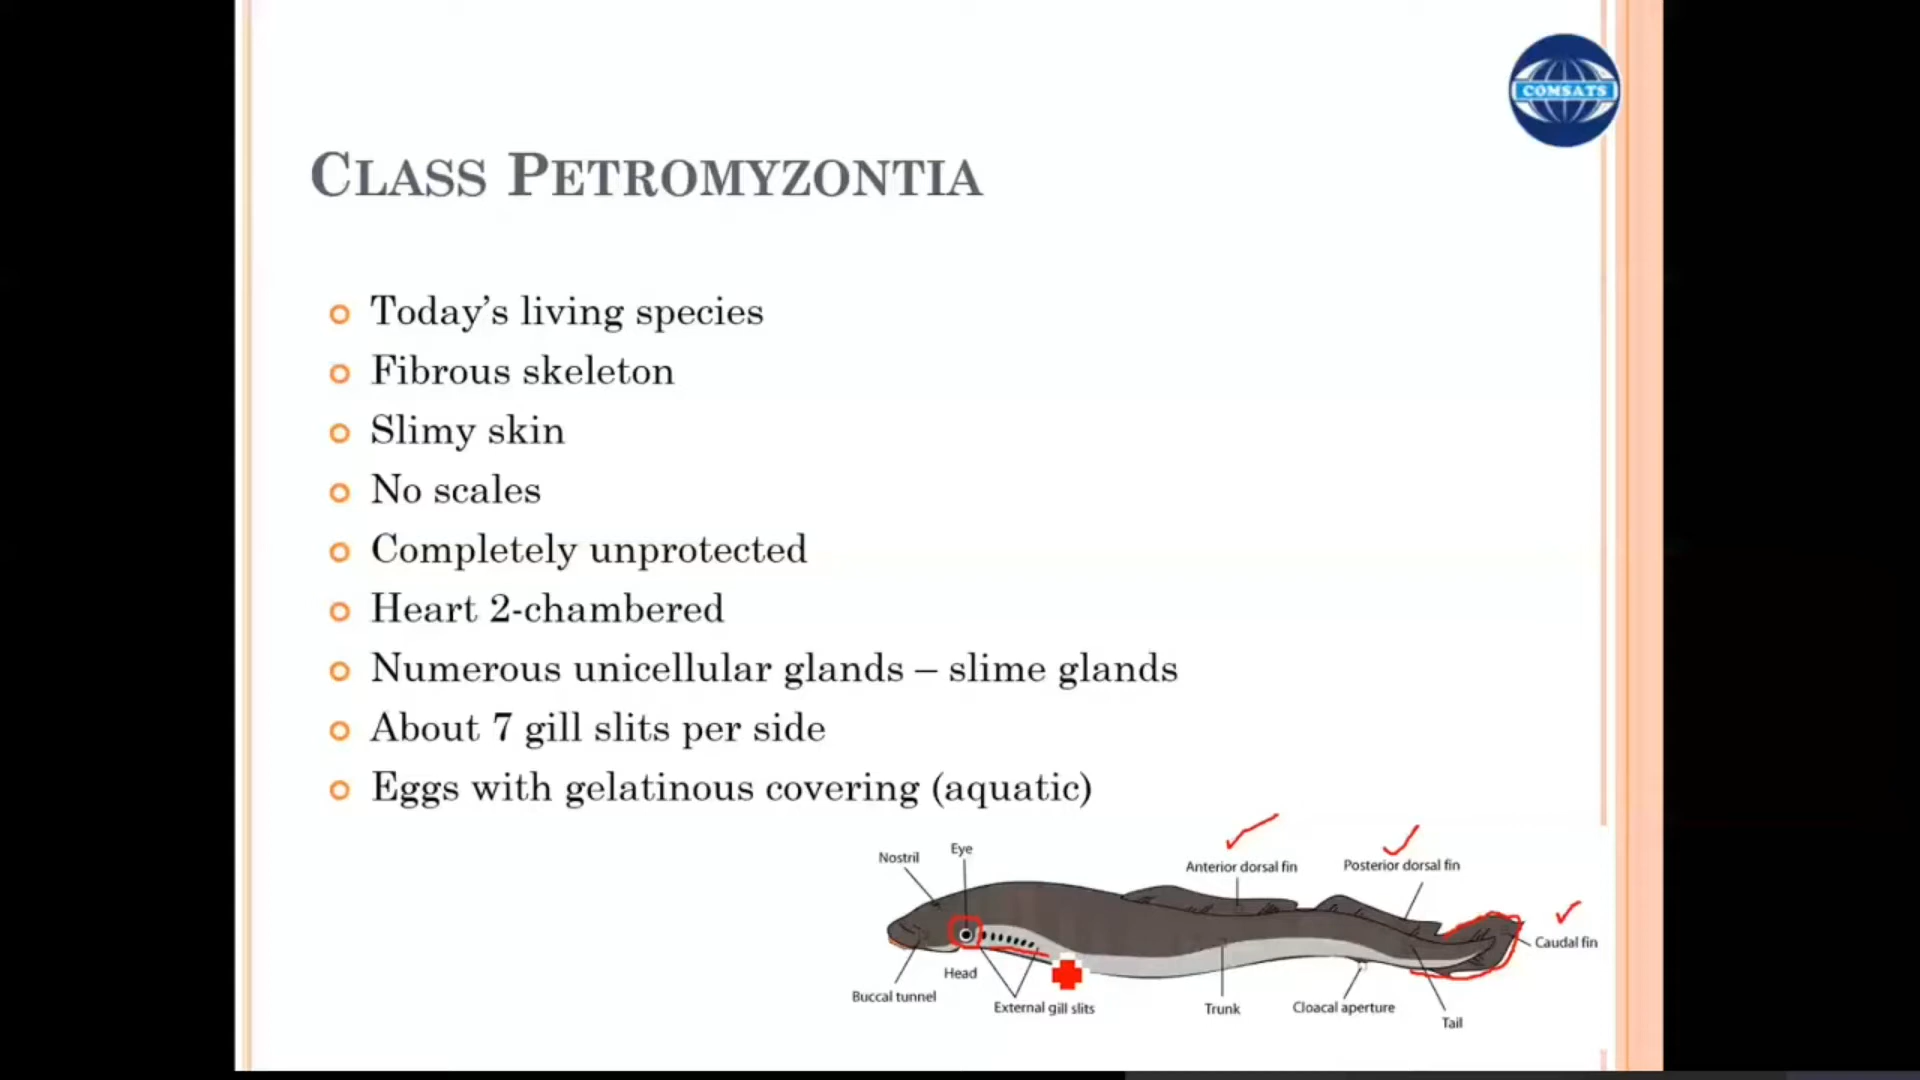 COMSATS
CLASS PETROMYZONTIA
Today's living species
Fibrous skeleton
Slimy skin
No scales
Completely unprotected
Heart 2-chambered
Numerous unicellular glands – slime glands
About 7 gill slits per side
Eggs with gelatinous covering (aquatic)
Nostril
Eye
Anterior dorsal fin
Posterior dorsal fin
Caudal fin
Head
Buccal tunnel
External gill slits
Trunk
Cloacal aperture
Tail